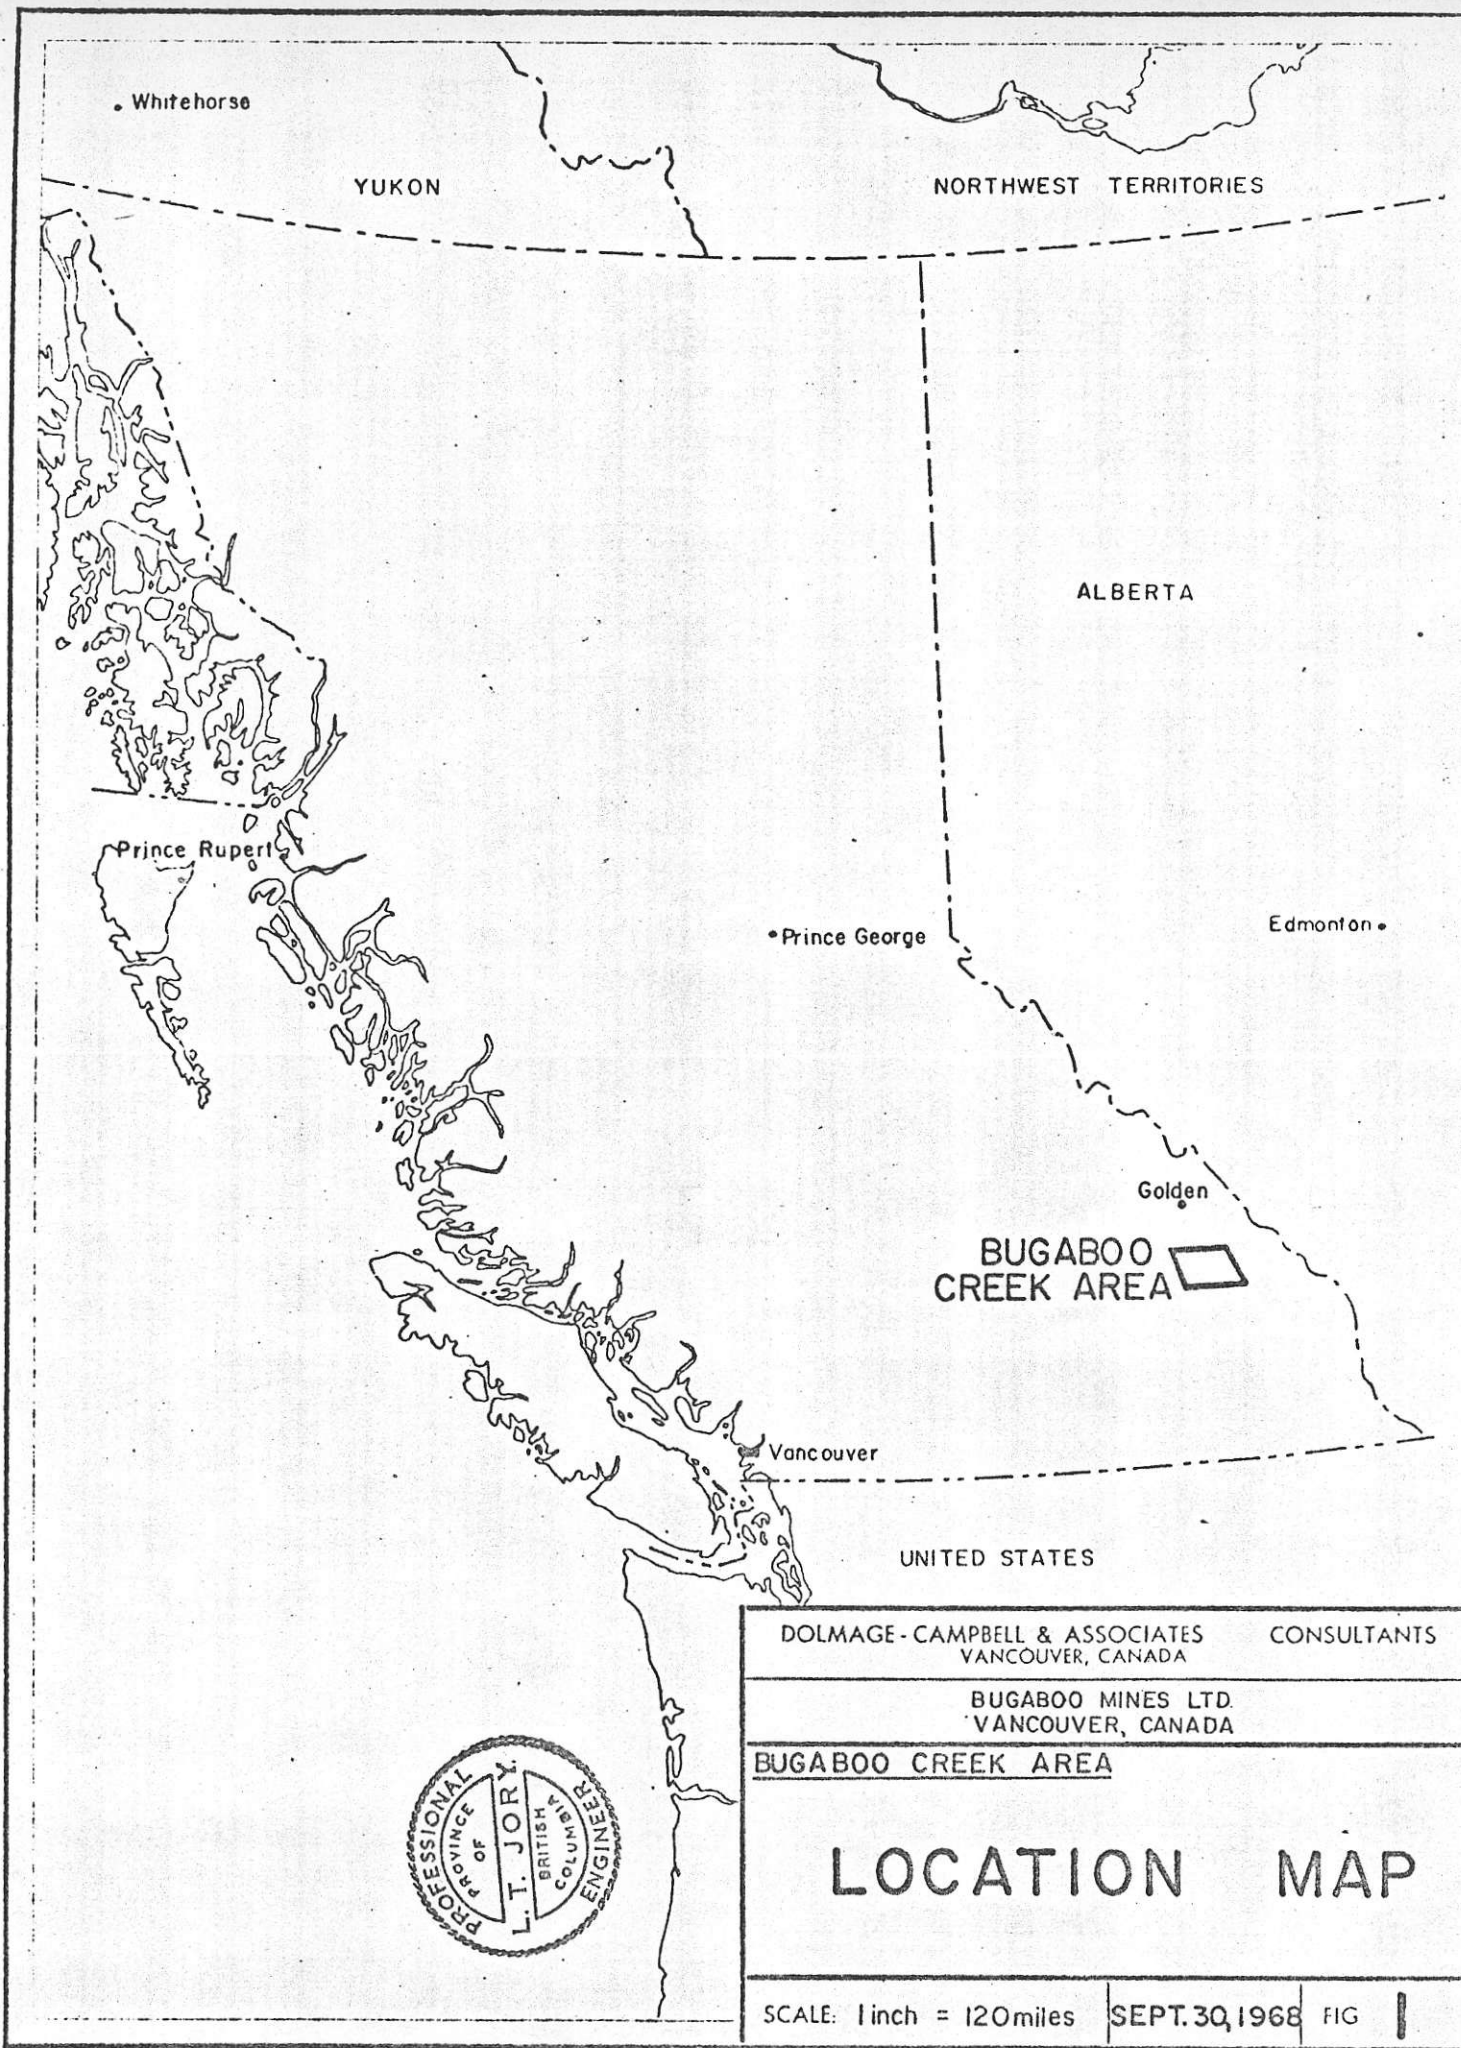 Whitehorse
YUKON
NORTHWEST TERRITORIES
ALBERTA
Prince Rupert
Prince George
Edmonton
Golden
BUGABOO
CREEK AREA
Vancouver
UNITED STATES
DOLMAGE-CAMPBELL & ASSOCIATES CONSULTANTS
VANCOUVER, CANADA
BUGABOO MINES LTD.
VANCOUVER, CANADA
BUGABOO CREEK AREA
LOCATION MAP
SCALE: 1 inch = 120 miles
SEPT. 30, 1968
FIG 1
PROFESSIONAL
PROVINCE
OF
L. T. JORY.
BRITISH
COLUMBIA
ENGINEER